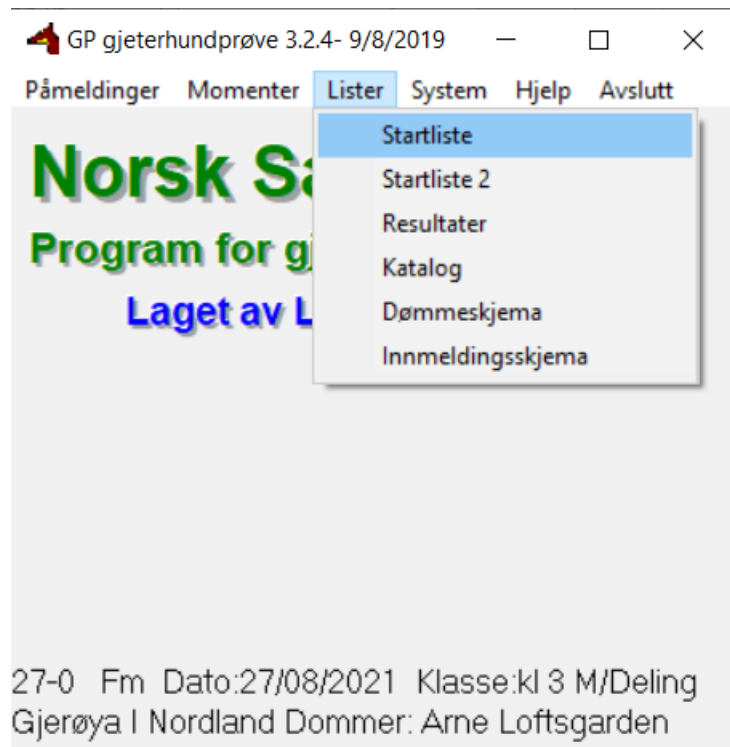 GP gjeterhundprøve 3.2.4- 9/8/2019
Påmeldinger Momenter Lister System Hjelp Avslutt
Startliste
Startliste 2
Resultater
Katalog
Dømmeskjema
Innmeldingsskjema
Norsk
Program for
Laget av
27-0 Fm Dato:27/08/2021 Klasse:kl 3 M/Deling
Gjerøya I Nordland Dommer: Arne Loftsgarden